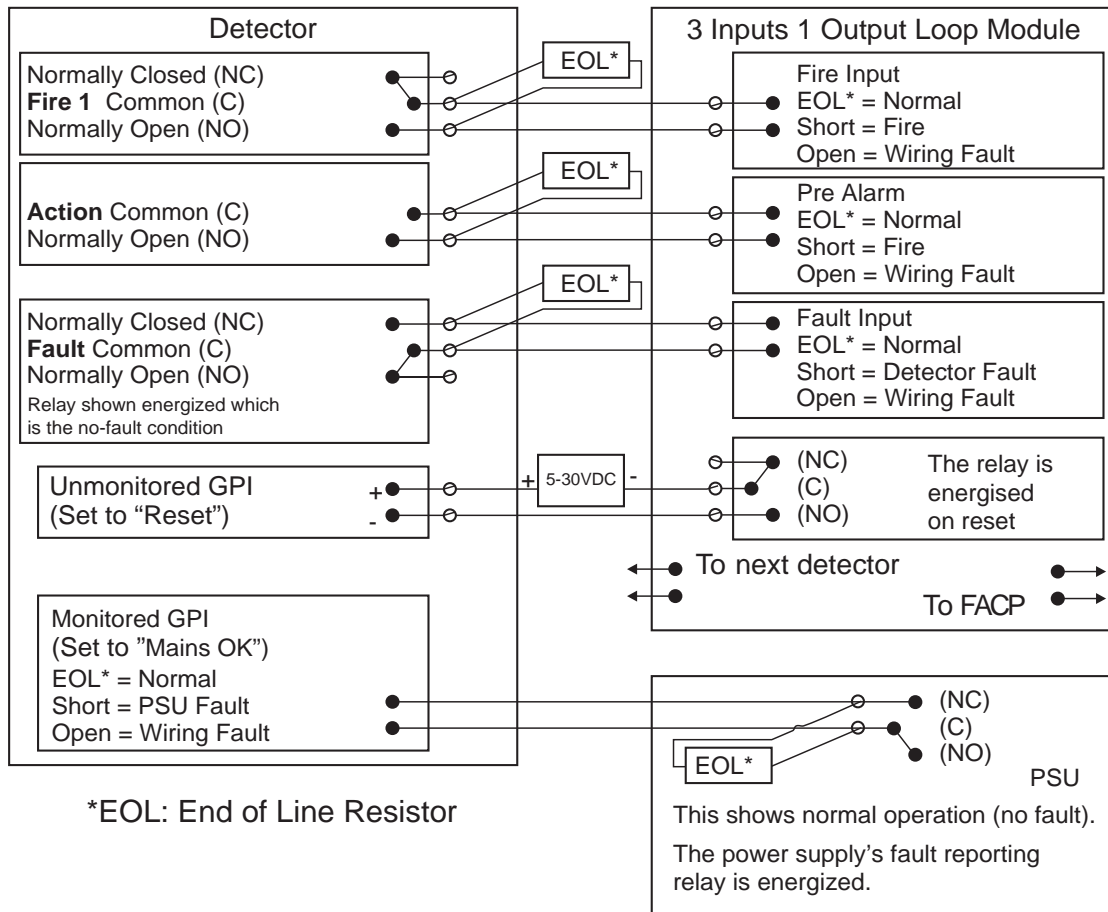 Detector
Normally Closed (NC)
Fire 1 Common (C)
Normally Open (NO)
EOL*
Action Common (C)
Normally Open (NO)
EOL*
Normally Closed (NC)
Fault Common (C)
Normally Open (NO)
Relay shown energized which
is the no-fault condition
EOL*
Unmonitored GPI
(Set to “Reset”)
+
-
+ 5-30VDC -
Monitored GPI
(Set to ”Mains OK”)
EOL* = Normal
Short = PSU Fault
Open = Wiring Fault
3 Inputs 1 Output Loop Module
Fire Input
EOL* = Normal
Short = Fire
Open = Wiring Fault
Pre Alarm
EOL* = Normal
Short = Fire
Open = Wiring Fault
Fault Input
EOL* = Normal
Short = Detector Fault
Open = Wiring Fault
(NC)
(C)
(NO)
The relay is
energised
on reset
To next detector
To FACP
(NC)
(C)
(NO)
EOL*
PSU
This shows normal operation (no fault).
The power supply’s fault reporting
relay is energized.
*EOL: End of Line Resistor